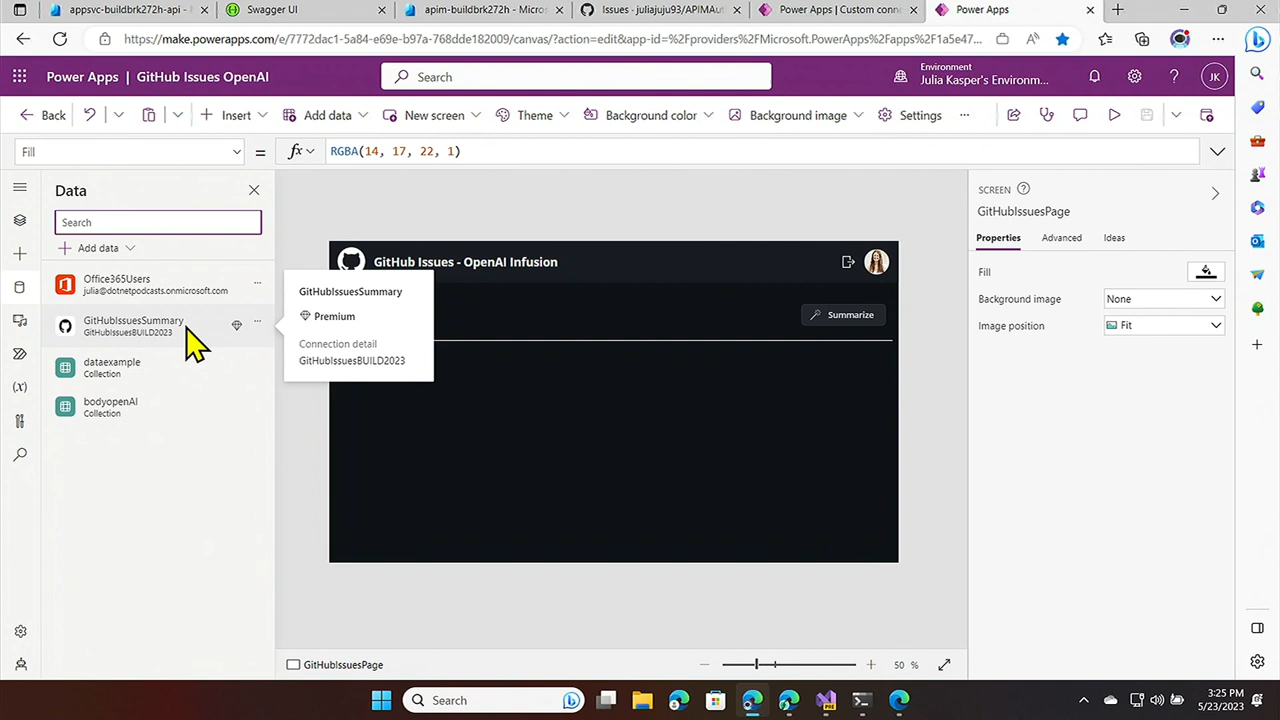 appsvc-buildbrk272h-api -
Swagger UI
apim-buildbrk272h - Micros
Issues · juliajuju93/APIMAut
Power Apps | Custom conne
Power Apps
https://make.powerapps.com/e/7772dac1-5a84-e69e-b97a-768dde182009/canvas/?action=edit&app-id=%2Fproviders%2FMicrosoft.PowerApps%2Fapps%2F1a5e47...
Power Apps | GitHub Issues OpenAI
Search
Environment
Julia Kasper's Environm...
JK
Back
Insert
Add data
New screen
Theme
Background color
Background image
Settings
Fill
=
fx
RGBA(14, 17, 22, 1)
Data
Search
Add data
Office365Users
julia@dotnetpodcasts.onmicrosoft.com
GitHubIssuesSummary
GitHubIssuesBUILD2023
dataexample
Collection
bodyopenAI
Collection
GitHubIssuesSummary
Premium
Connection detail
GitHubIssuesBUILD2023
GitHub Issues - OpenAI Infusion
Summarize
SCREEN
GitHubIssuesPage
Properties
Advanced
Ideas
Fill
Background image
None
Image position
Fit
GitHubIssuesPage
50 %
Search
3:25 PM
5/23/2023